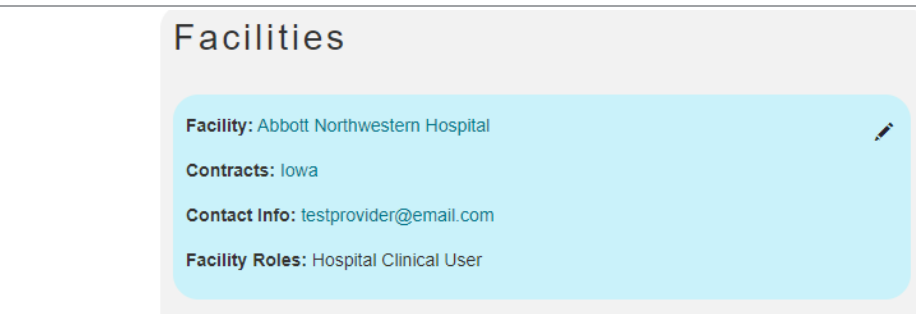 Facilities
Facility: Abbott Northwestern Hospital
Contracts: Iowa
Contact Info: testprovider@email.com
Facility Roles: Hospital Clinical User